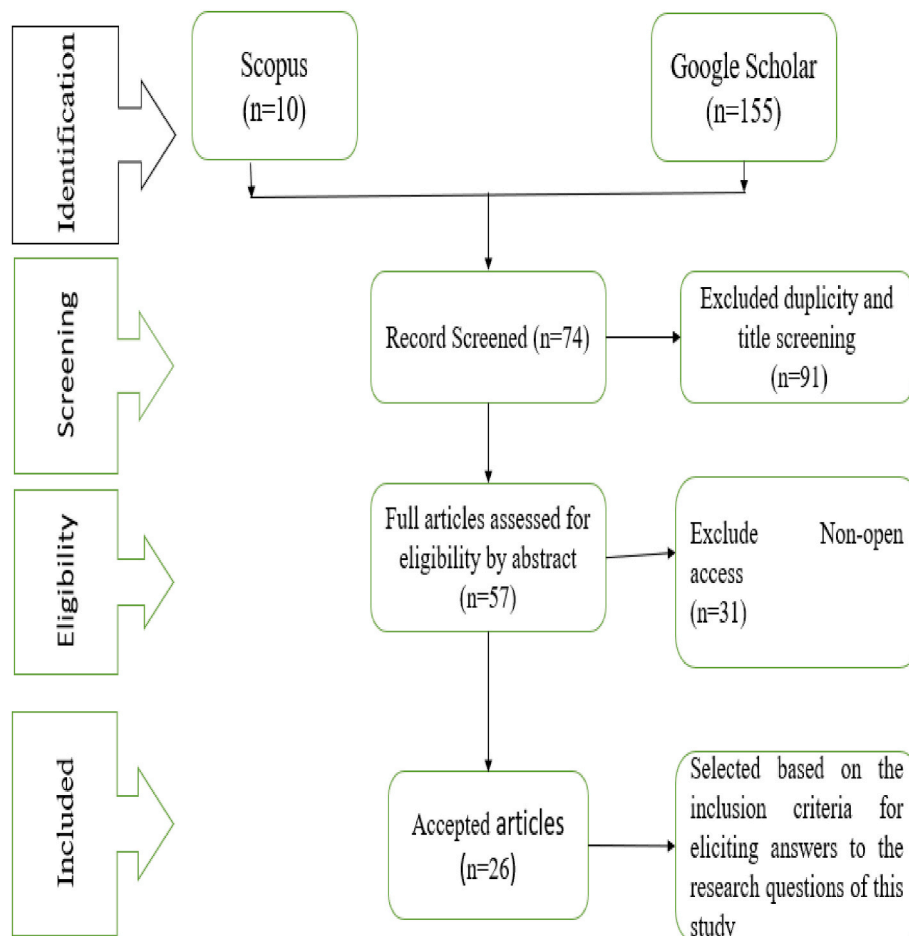 Identification
Scopus
(n=10)
Google Scholar
(n=155)
Screening
Record Screened (n=74)
Excluded duplicity and
title screening
(n=91)
Eligibility
Full articles assessed for
eligibility by abstract
(n=57)
Exclude Non-open
access
(n=31)
Included
Accepted articles
(n=26)
Selected based on the
inclusion criteria for
eliciting answers to the
research questions of this
study